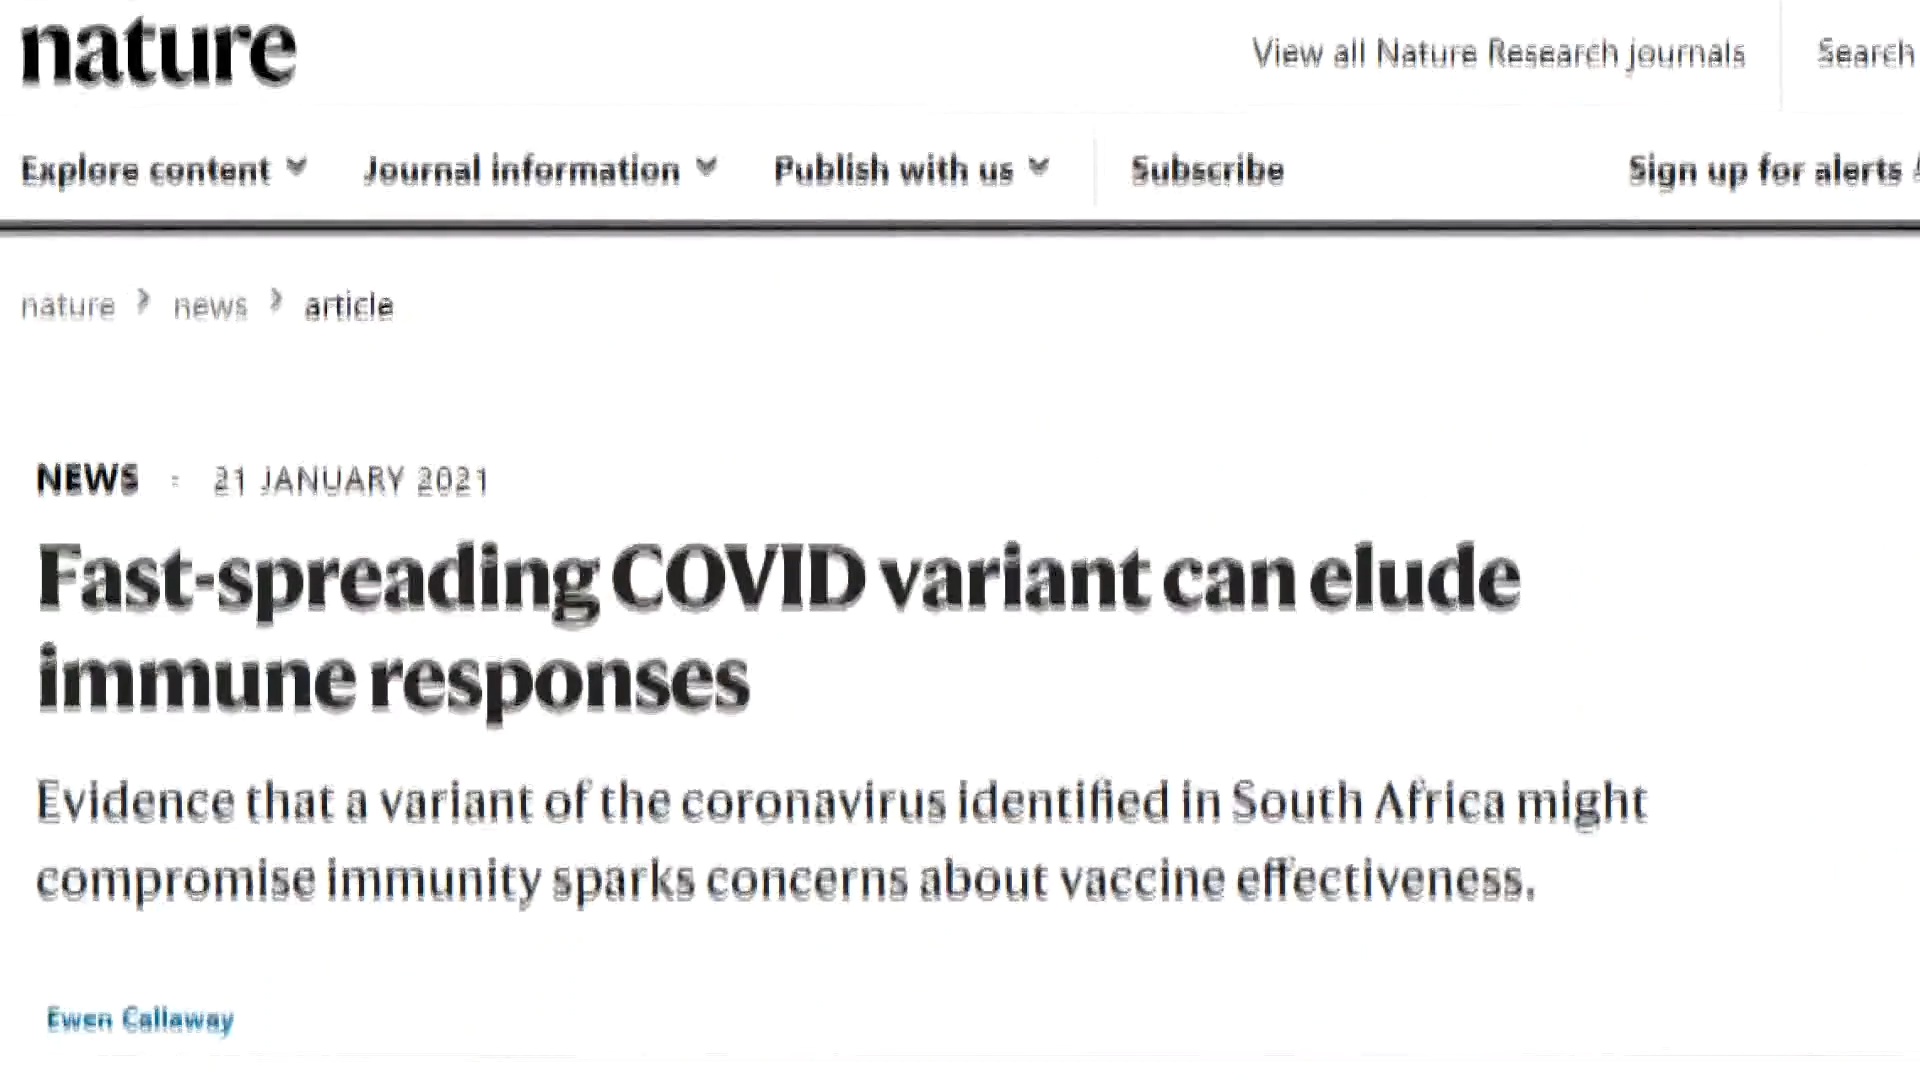 nature
View all Nature Research journals
Search
Explore content
Journal information
Publish with us
Subscribe
Sign up for alerts
nature > news > article
NEWS
21 JANUARY 2021
Fast-spreading COVID variant can elude
immune responses
Evidence that a variant of the coronavirus identified in South Africa might
compromise immunity sparks concerns about vaccine effectiveness.
Ewen Callaway